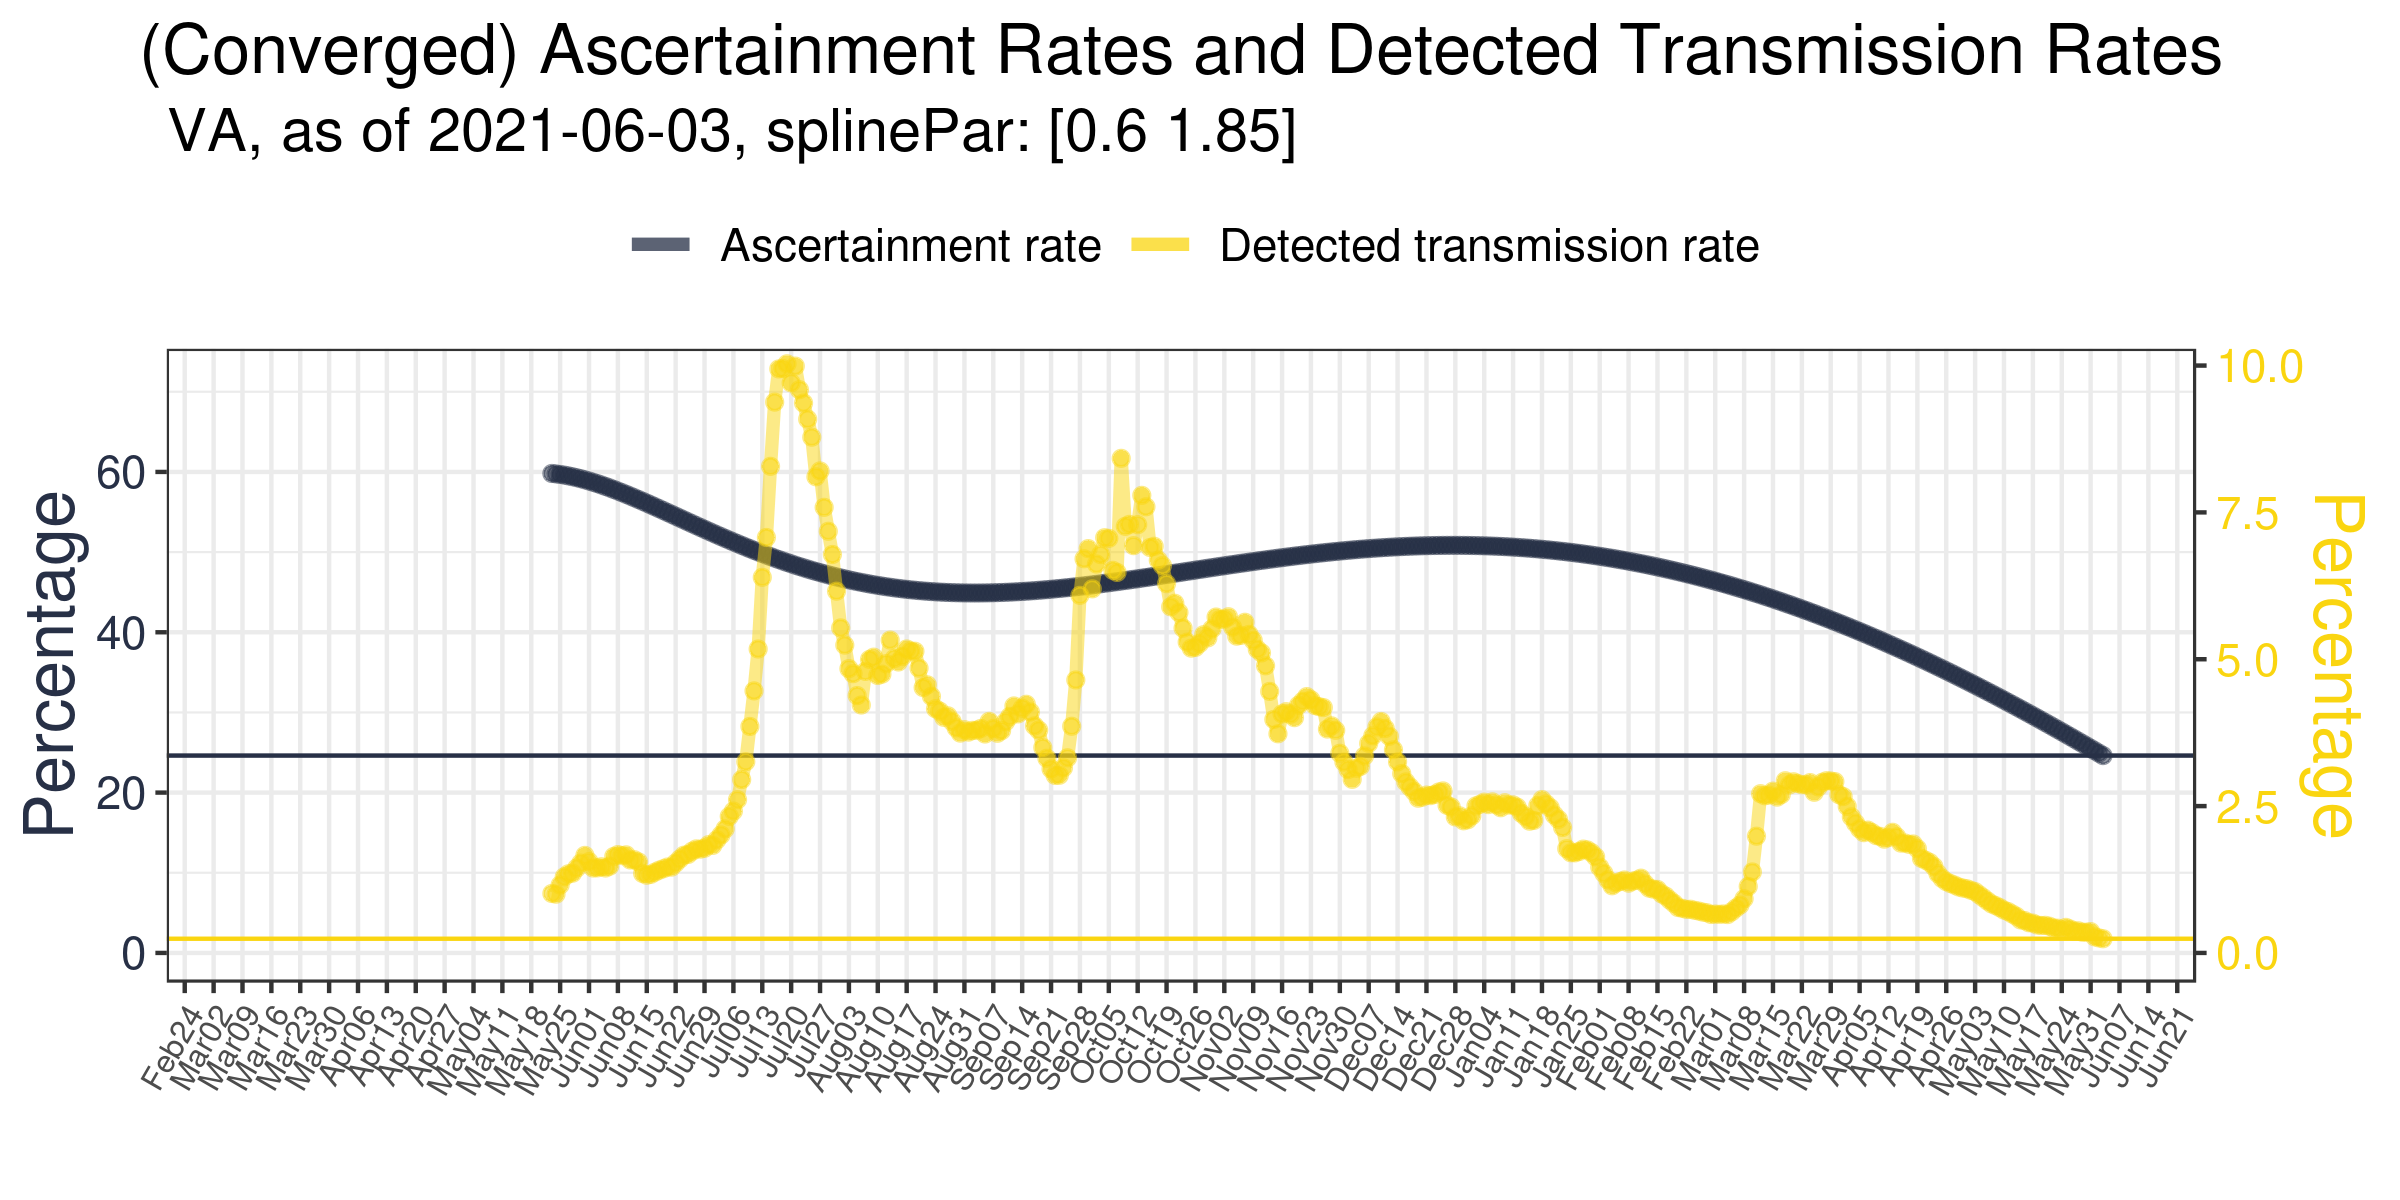 (Converged) Ascertainment Rates and Detected Transmission Rates
VA, as of 2021-06-03, splinePar: [0.6 1.85]
Ascertainment rate Detected transmission rate
Percentage
60
40
20
0
10.0
7.5
5.0
2.5
0.0
Percentage
Feb24
Mar02
Mar09
Mar16
Mar23
Mar30
Apr06
Apr13
Apr20
Apr27
May04
May11
May18
May25
Jun01
Jun08
Jun15
Jun22
Jun29
Jul06
Jul13
Jul20
Jul27
Aug03
Aug10
Aug17
Aug24
Aug31
Sep07
Sep14
Sep21
Sep28
Oct05
Oct12
Oct19
Oct26
Nov02
Nov09
Nov16
Nov23
Nov30
Dec07
Dec14
Dec21
Dec28
Jan04
Jan11
Jan18
Jan25
Feb01
Feb08
Feb15
Feb22
Mar01
Mar08
Mar15
Mar22
Mar29
Apr05
Apr12
Apr19
Apr26
May03
May10
May17
May24
May31
Jun07
Jun14
Jun21